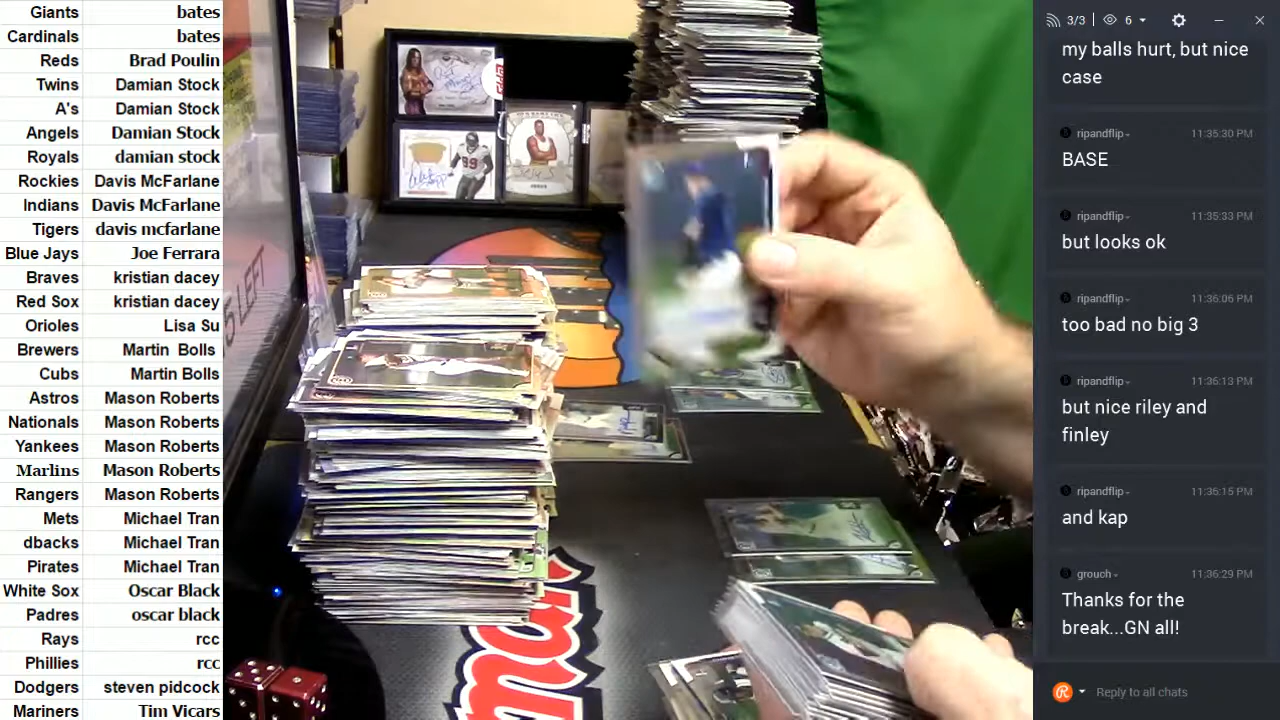 Giants bates
Cardinals bates
Reds Brad Poulin
Twins Damian Stock
A's Damian Stock
Angels Damian Stock
Royals damian stock
Rockies Davis McFarlane
Indians Davis McFarlane
Tigers davis mcfarlane
Blue Jays Joe Ferrara
Braves kristian dacey
Red Sox kristian dacey
Orioles Lisa Su
Brewers Martin Bolls
Cubs Martin Bolls
Astros Mason Roberts
Nationals Mason Roberts
Yankees Mason Roberts
Marlins Mason Roberts
Rangers Mason Roberts
Mets Michael Tran
dbacks Michael Tran
Pirates Michael Tran
White Sox Oscar Black
Padres oscar black
Rays rcc
Phillies rcc
Dodgers steven pidcock
Mariners Tim Vicars
LEFT
3/3 6
my balls hurt, but nice
case
ripandflip 11:35:30 PM
BASE
ripandflip 11:35:33 PM
but looks ok
ripandflip 11:36:06 PM
too bad no big 3
ripandflip 11:36:13 PM
but nice riley and
finley
ripandflip 11:36:15 PM
and kap
grouch 11:36:29 PM
Thanks for the
break...GN all!
Reply to all chats